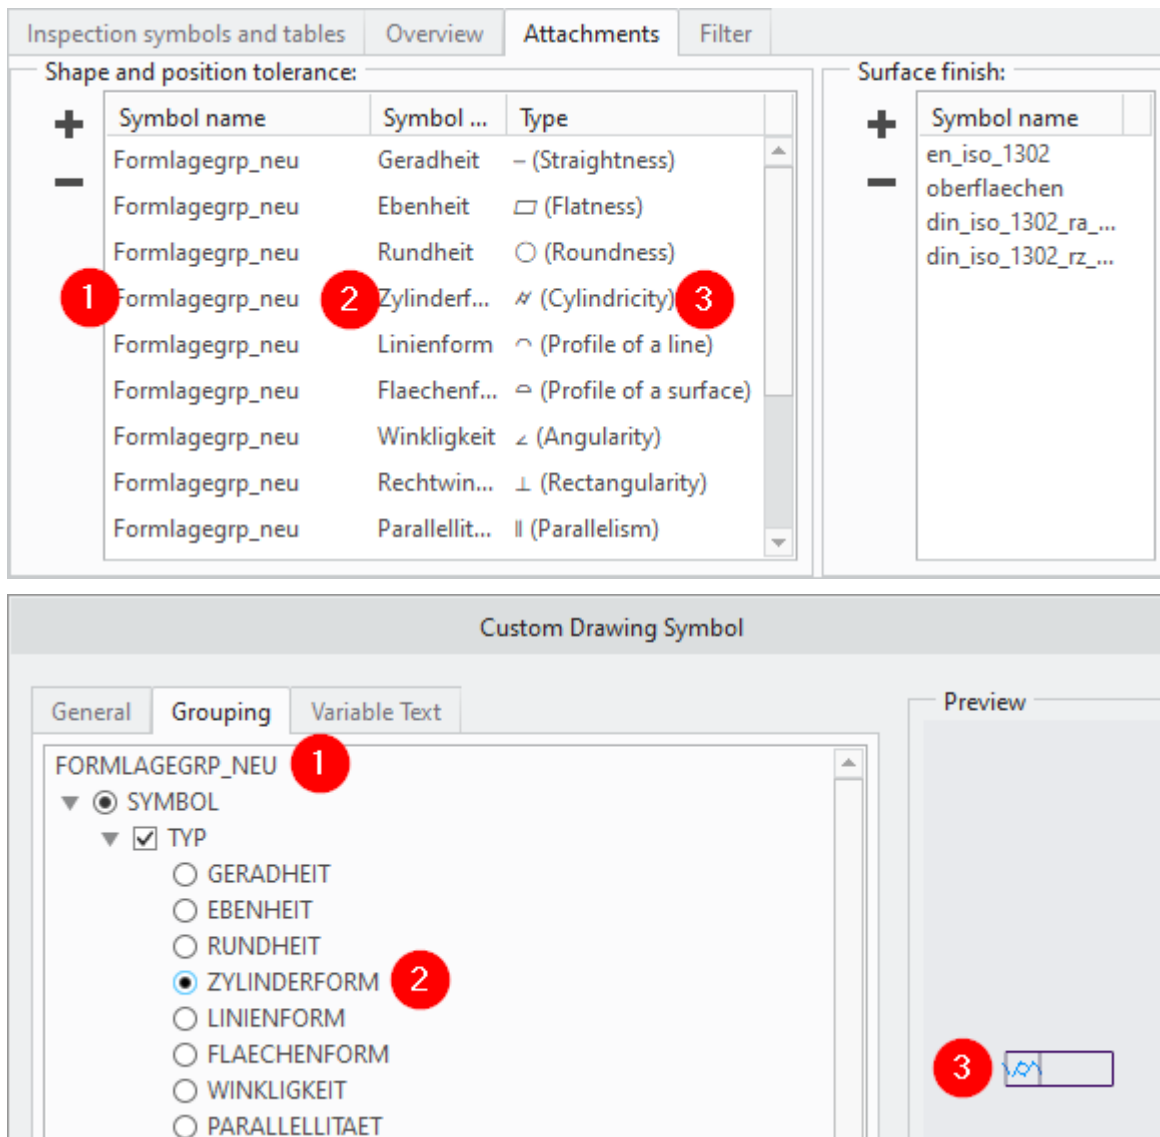 Inspection symbols and tables Overview Attachments Filter
Shape and position tolerance: Surface finish:
Symbol name Symbol ... Type Symbol name
Formlagegrp_neu Geradheit – (Straightness) en_iso_1302
oberflaechen
Formlagegrp_neu Ebenheit ▱ (Flatness) din_iso_1302_ra_...
Formlagegrp_neu Rundheit ○ (Roundness) din_iso_1302_rz_...
1 Formlagegrp_neu 2 Zylinderf... ⌭ (Cylindricity) 3
Formlagegrp_neu Linienform ⌒ (Profile of a line)
Formlagegrp_neu Flaechenf... ⌓ (Profile of a surface)
Formlagegrp_neu Winkligkeit ∠ (Angularity)
Formlagegrp_neu Rechtwin... ⊥ (Rectangularity)
Formlagegrp_neu Parallellit... ∥ (Parallelism)
Custom Drawing Symbol
General Grouping Variable Text Preview
FORMLAGEGRP_NEU 1
SYMBOL
TYP
GERADHEIT
EBENHEIT
RUNDHEIT
ZYLINDERFORM 2
LINIENFORM
FLAECHENFORM
3
WINKLIGKEIT
PARALLELLITAET